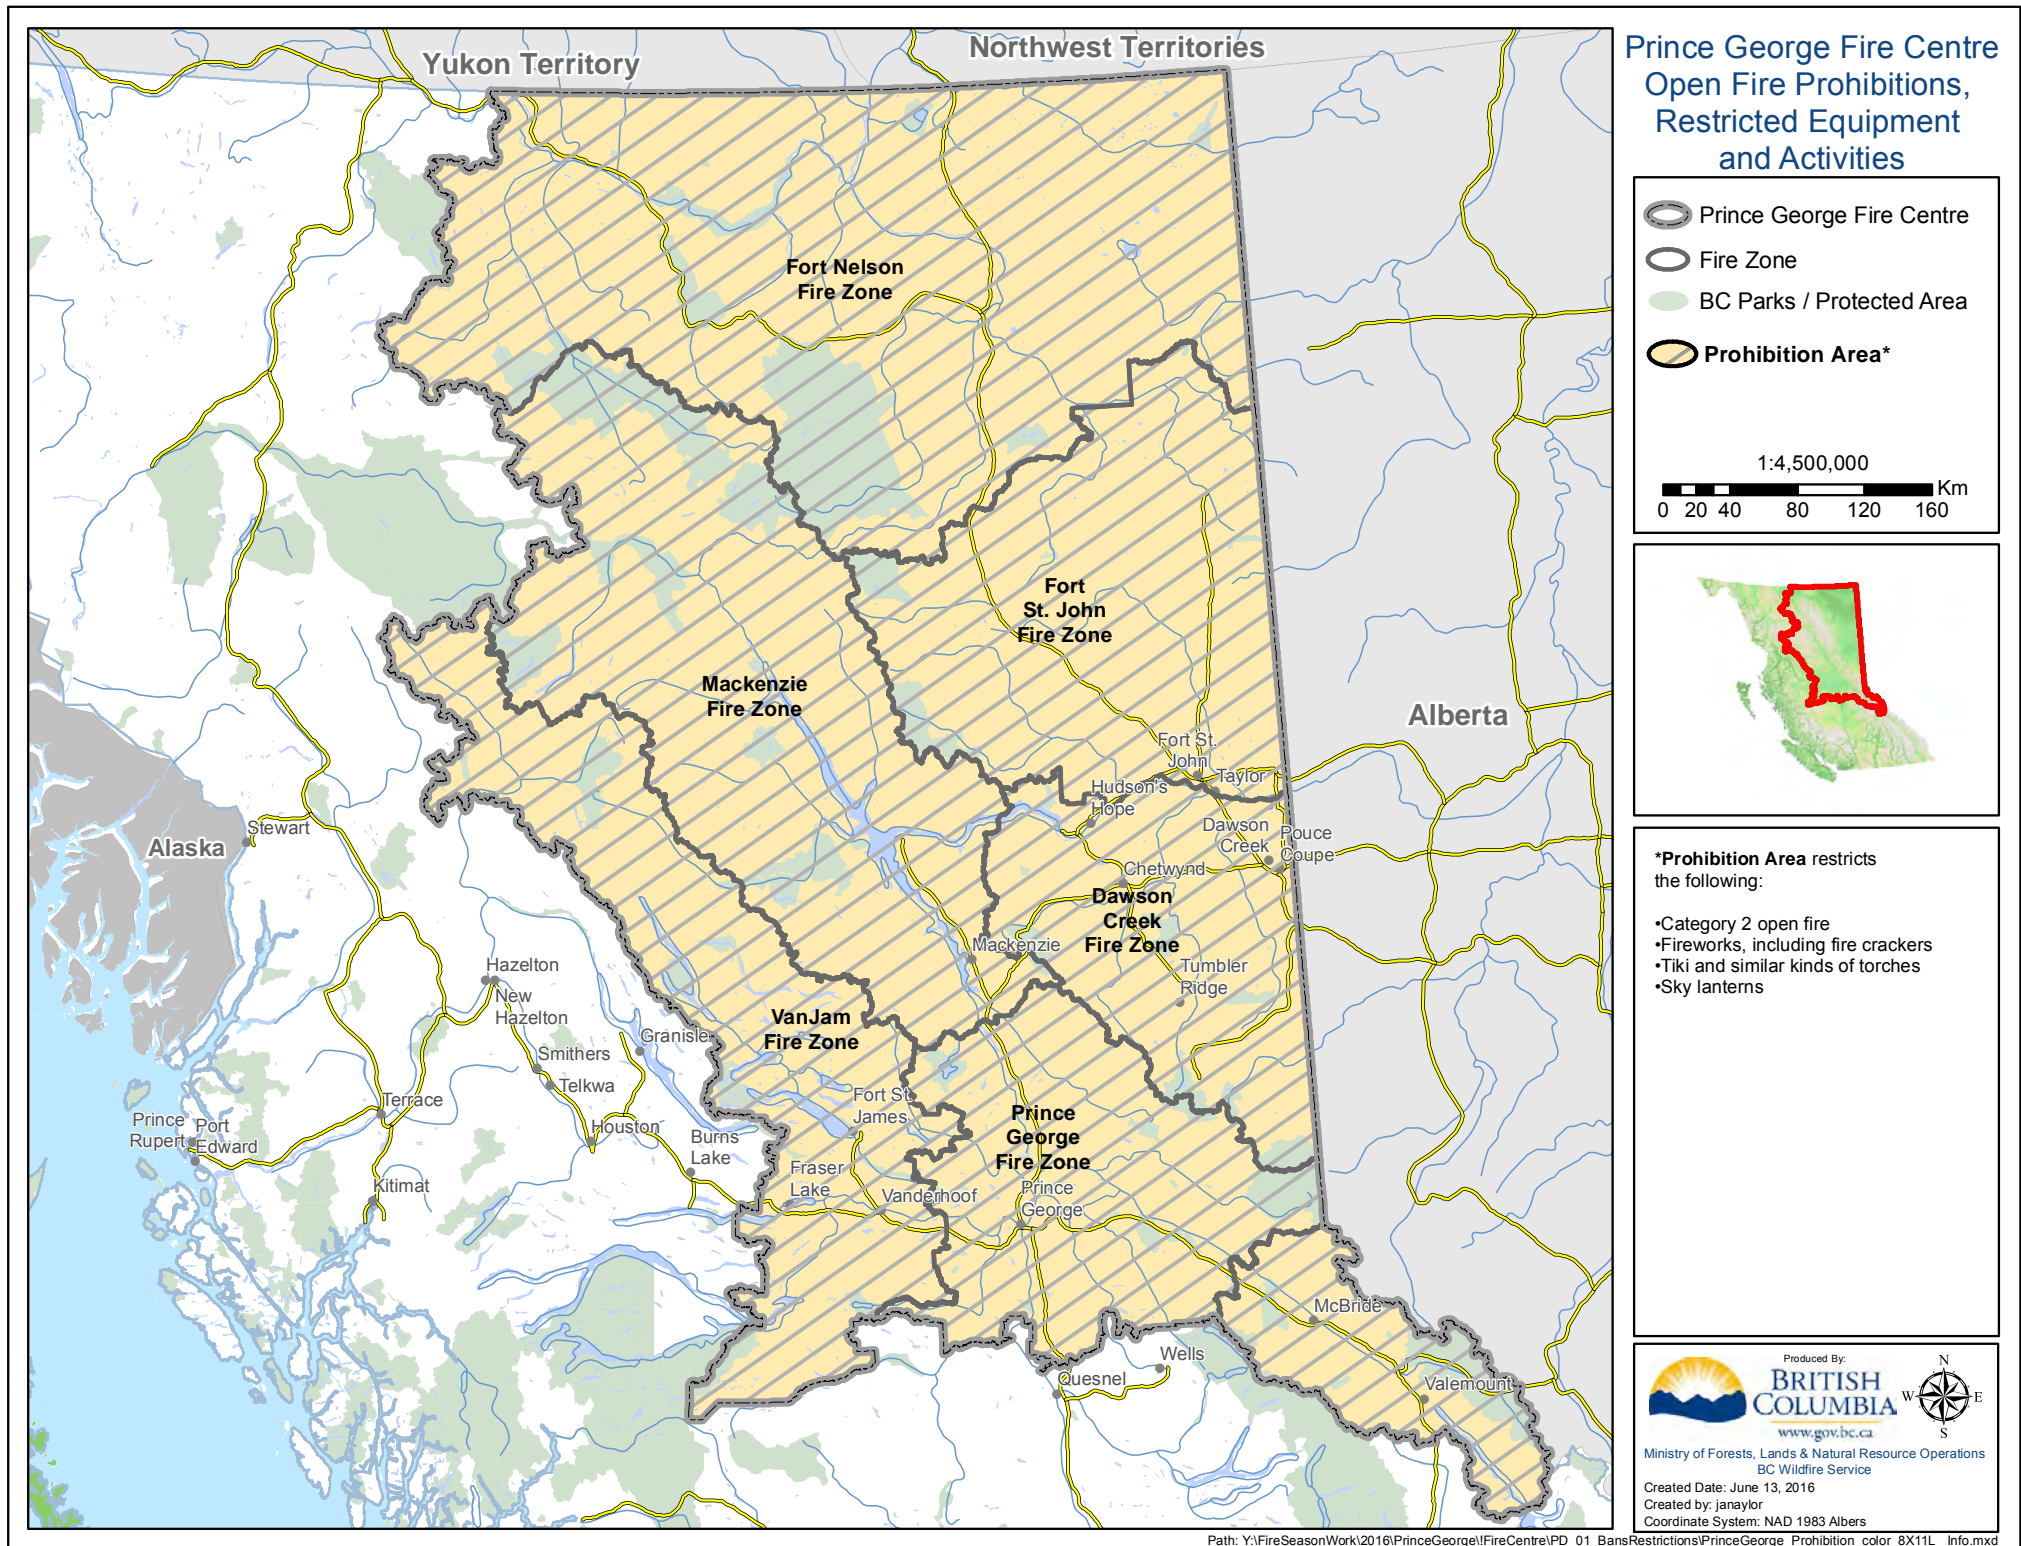 Yukon Territory
Northwest Territories
Fort Nelson
Fire Zone
Fort
St. John
Fire Zone
Mackenzie
Fire Zone
Alberta
Fort St.
John
Taylor
Hudson's
Hope
Dawson
Creek
Pouce
Coupe
Chetwynd
Dawson
Creek
Fire Zone
Stewart
Alaska
Mackenzie
Tumbler
Ridge
Hazelton
New
Hazelton
VanJam
Fire Zone
Granisle
Smithers
Telkwa
Fort St.
James
Terrace
Prince
Rupert
Port
Edward
Houston
Burns
Lake
Prince
George
Fire Zone
Fraser
Lake
Kitimat
Vanderhoof
Prince
George
McBride
Wells
Quesnel
Valemount
Prince George Fire Centre
Open Fire Prohibitions,
Restricted Equipment
and Activities
Prince George Fire Centre
Fire Zone
BC Parks / Protected Area
Prohibition Area*
1:4,500,000
Km
0 20 40 80 120 160
*Prohibition Area restricts
the following:
•Category 2 open fire
•Fireworks, including fire crackers
•Tiki and similar kinds of torches
•Sky lanterns
Produced By:
BRITISH
COLUMBIA
www.gov.bc.ca
N
W E
S
Ministry of Forests, Lands & Natural Resource Operations
BC Wildfire Service
Created Date: June 13, 2016
Created by: janaylor
Coordinate System: NAD 1983 Albers
Path: Y:\FireSeasonWork\2016\PrinceGeorge\!FireCentre\PD_01_BansRestrictions\PrinceGeorge_Prohibition_color_8X11L__Info.mxd